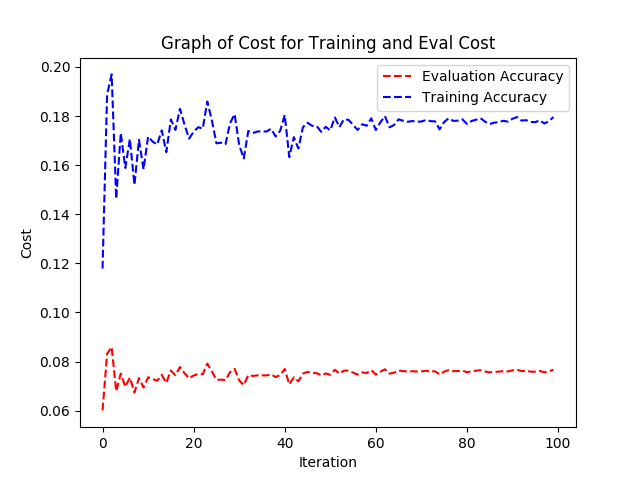 Graph of Cost for Training and Eval Cost
Evaluation Accuracy
Training Accuracy
0.20
0.18
0.16
0.14
0.12
0.10
0.08
0.06
Cost
0
20
40
60
80
100
Iteration